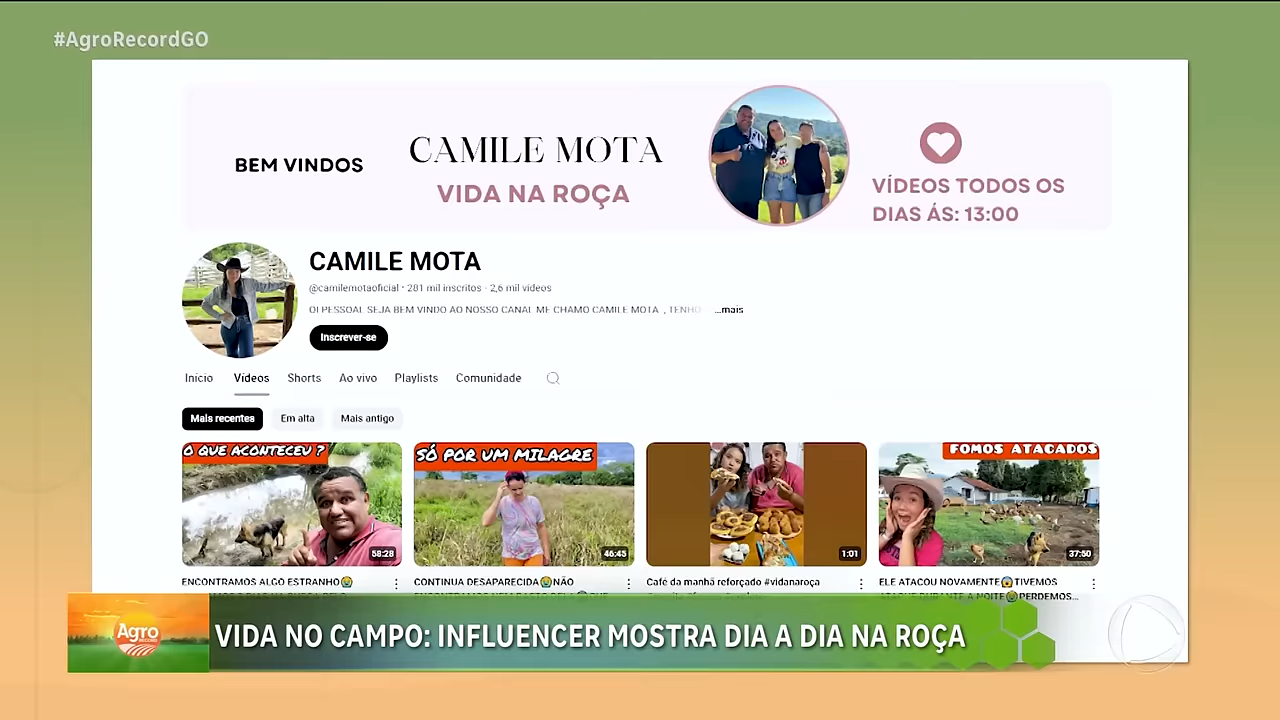 #AgroRecordGO
BEM VINDOS
CAMILE MOTA
VIDA NA ROÇA
VÍDEOS TODOS OS
DIAS ÁS: 13:00
CAMILE MOTA
@camilemotaoficial · 281 mil inscritos · 2,6 mil vídeos
OI PESSOAL SEJA BEM VINDO AO NOSSO CANAL ME CHAMO CAMILE MOTA , TENHO ...mais
Inscrever-se
Início Vídeos Shorts Ao vivo Playlists Comunidade
Mais recentes Em alta Mais antigo
O QUE ACONTECEU ?
SÓ POR UM MILAGRE
FOMOS ATACADOS
58:28
46:45
1:01
37:50
ENCONTRAMOS ALGO ESTRANHO😭
CONTINUA DESAPARECIDA😭NÃO
Café da manhã reforçado #vidanaroça
ELE ATACOU NOVAMENTE😱TIVEMOS
ATAQUE DURANTE A NOITE😭PERDEMOS...
Agro
RECORD
VIDA NO CAMPO: INFLUENCER MOSTRA DIA A DIA NA ROÇA